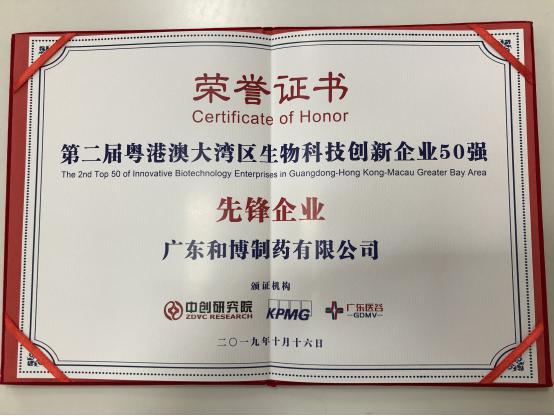 荣誉证书
Certificate of Honor
第二届粤港澳大湾区生物科技创新企业50强
The 2nd Top 50 of Innovative Biotechnology Enterprises in Guangdong-Hong Kong-Macau Greater Bay Area
先锋企业
广东和博制药有限公司
颁证机构
中创研究院 ZDVC RESEARCH KPMG 广东医谷 -GDMV-
二〇一九年十月十六日